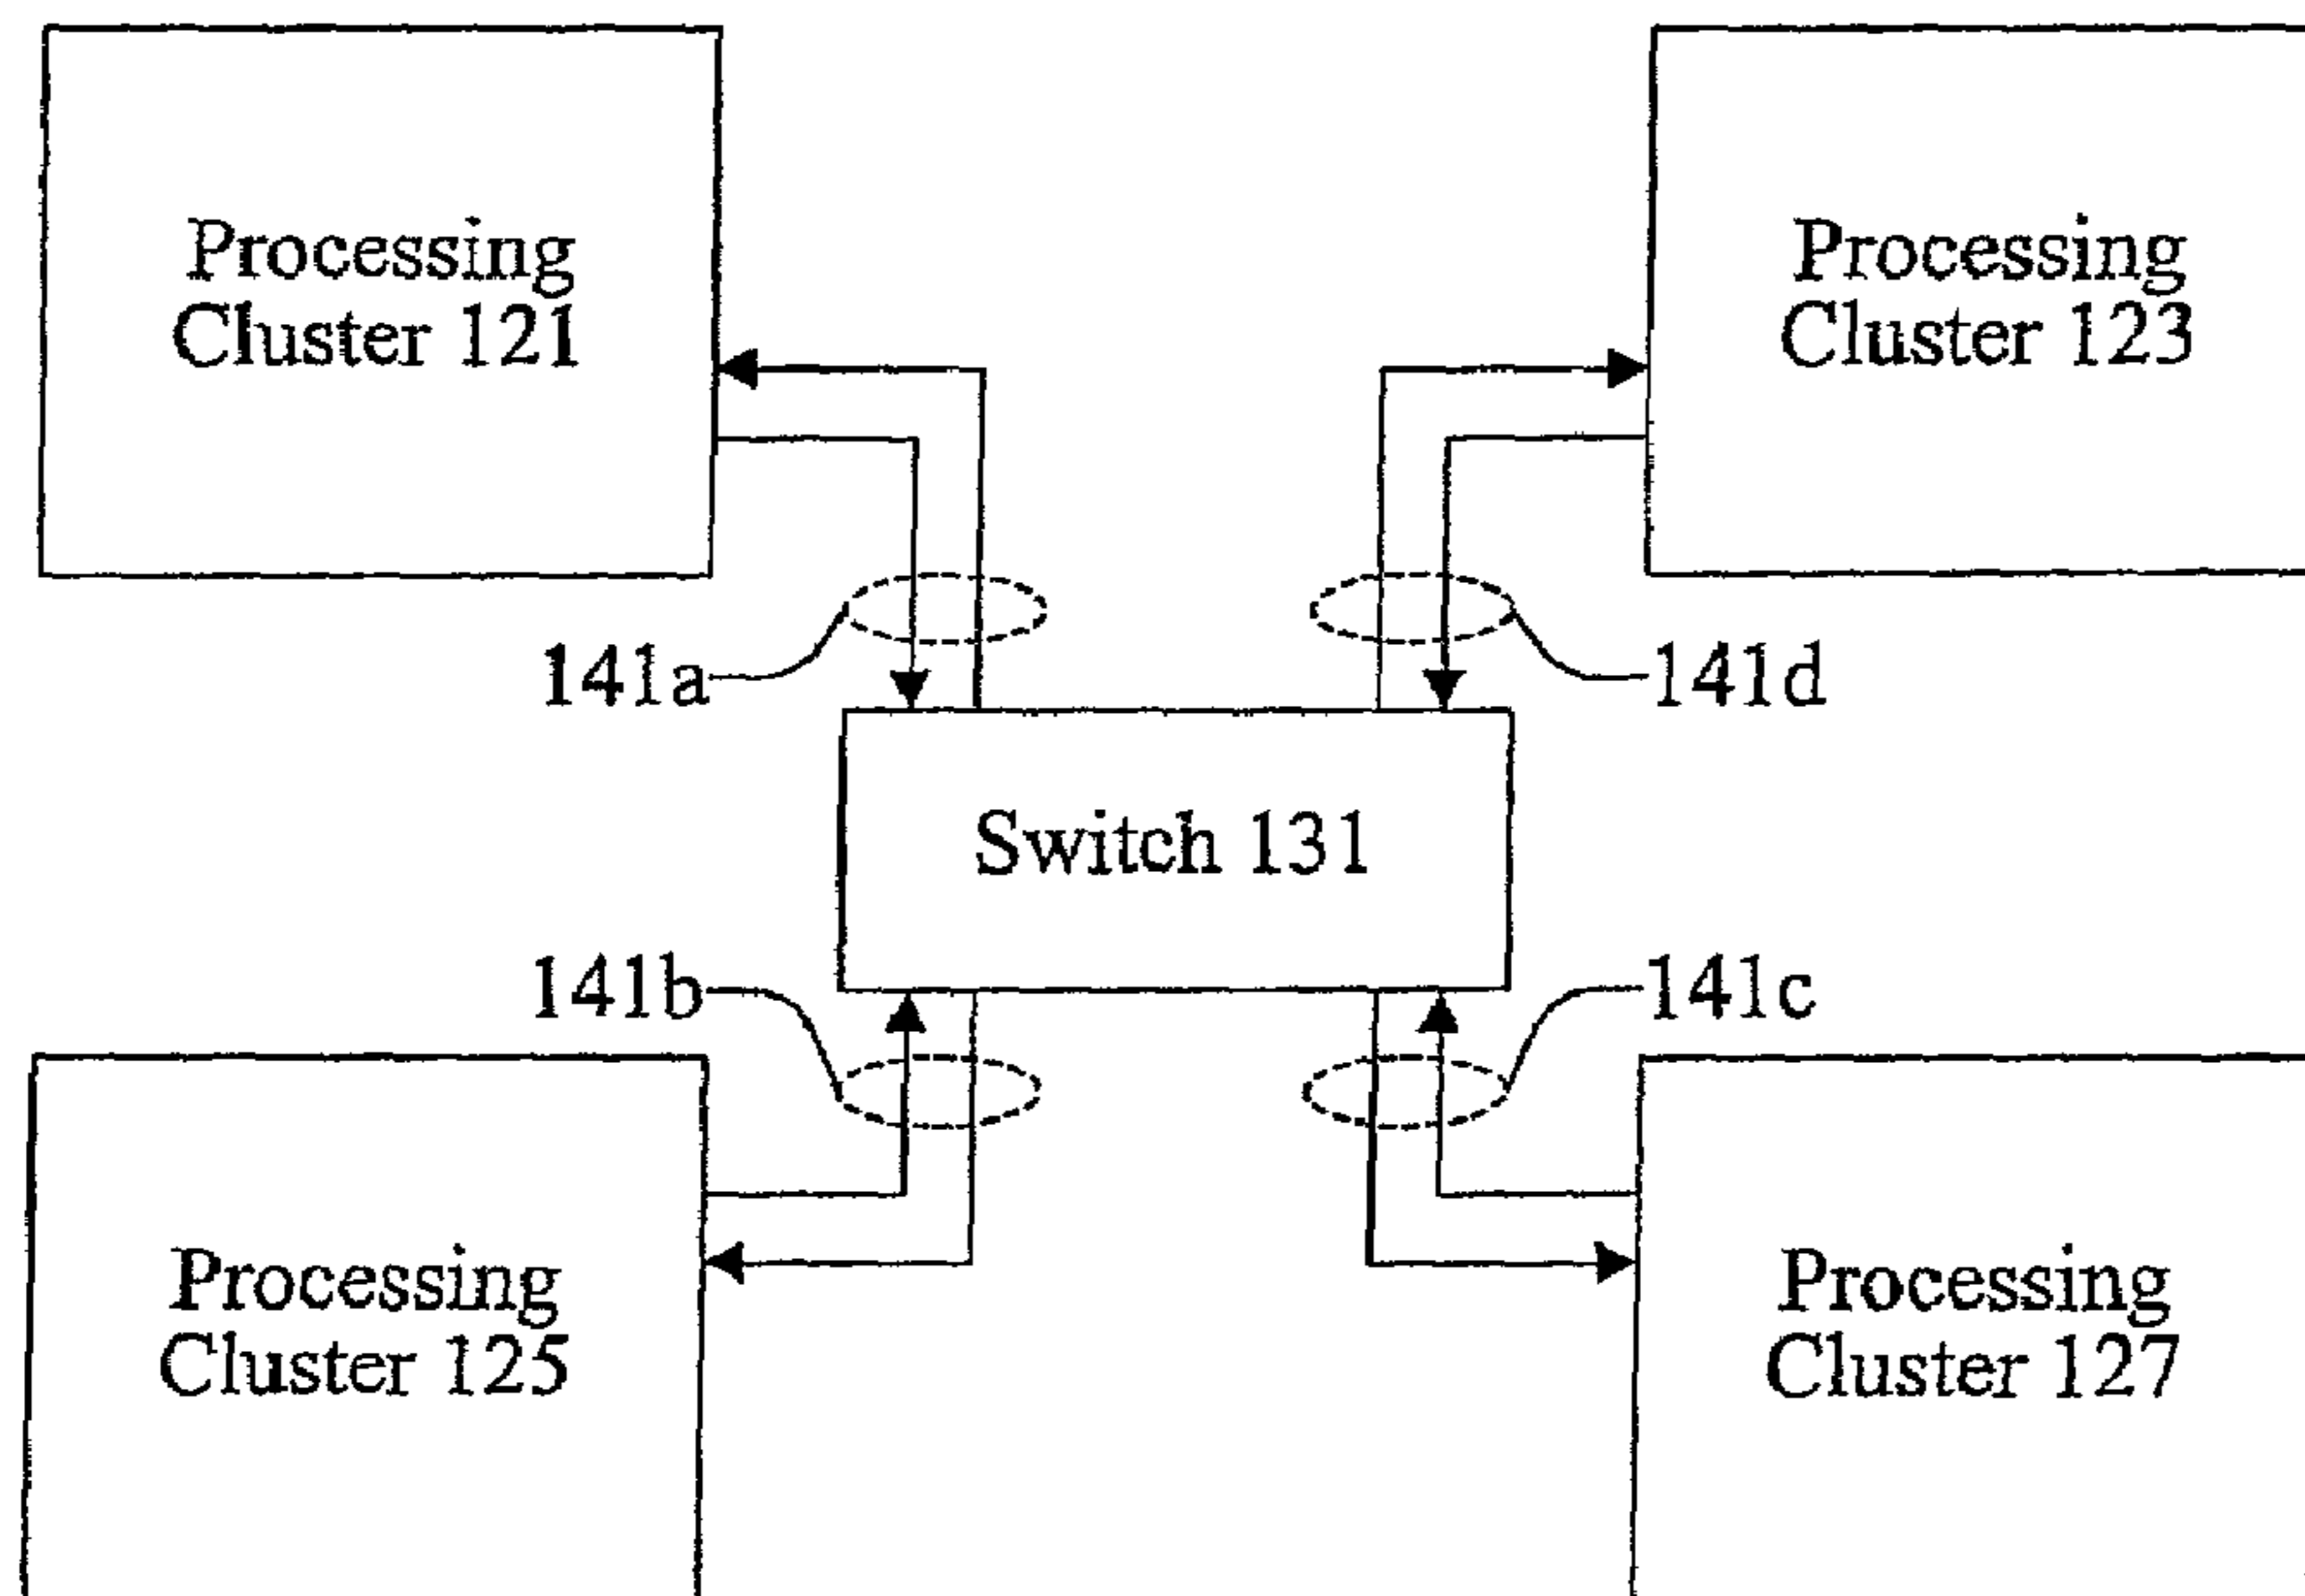 Processing
Cluster 121
Processing
Cluster 123
141a
141d
Switch 131
141b
141c
Processing
Cluster 125
Processing
Cluster 127